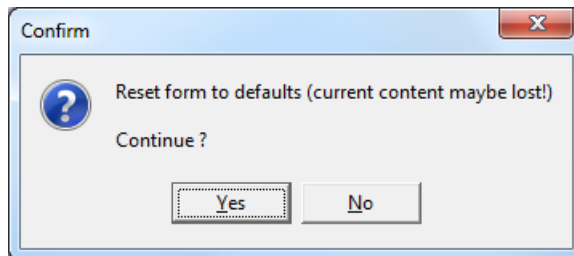 Confirm
Reset form to defaults (current content maybe lost!)
Continue ?
Yes No